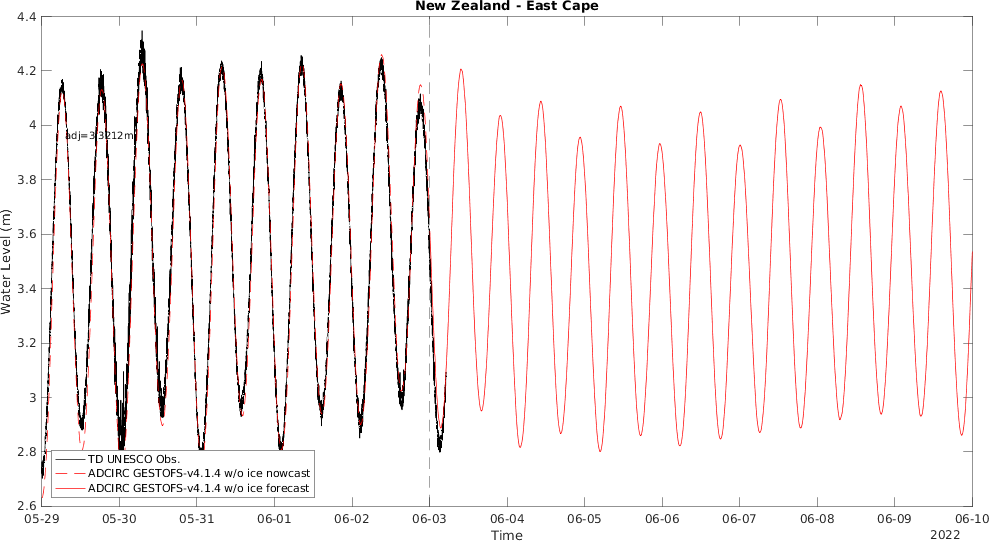 New Zealand - East Cape
4.4
4.2
4
3.8
3.6
3.4
3.2
3
2.8
2.6
Water Level (m)
adj=3.3212m
TD UNESCO Obs.
ADCIRC GESTOFS-v4.1.4 w/o ice nowcast
ADCIRC GESTOFS-v4.1.4 w/o ice forecast
05-29 05-30 05-31 06-01 06-02 06-03 06-04 06-05 06-06 06-07 06-08 06-09 06-10
Time
2022